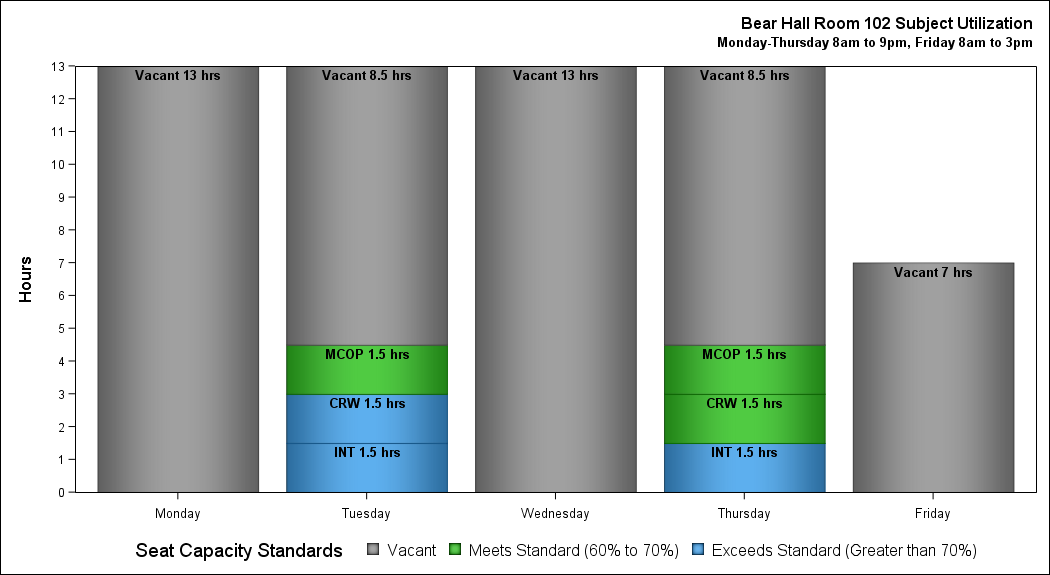 Bear Hall Room 102 Subject Utilization
Monday-Thursday 8am to 9pm, Friday 8am to 3pm
Hours
13
12
11
10
9
8
7
6
5
4
3
2
1
0
Vacant 13 hrs
Vacant 8.5 hrs
MCOP 1.5 hrs
CRW 1.5 hrs
INT 1.5 hrs
Vacant 13 hrs
Vacant 8.5 hrs
MCOP 1.5 hrs
CRW 1.5 hrs
INT 1.5 hrs
Vacant 7 hrs
Monday Tuesday Wednesday Thursday Friday
Seat Capacity Standards Vacant Meets Standard (60% to 70%) Exceeds Standard (Greater than 70%)